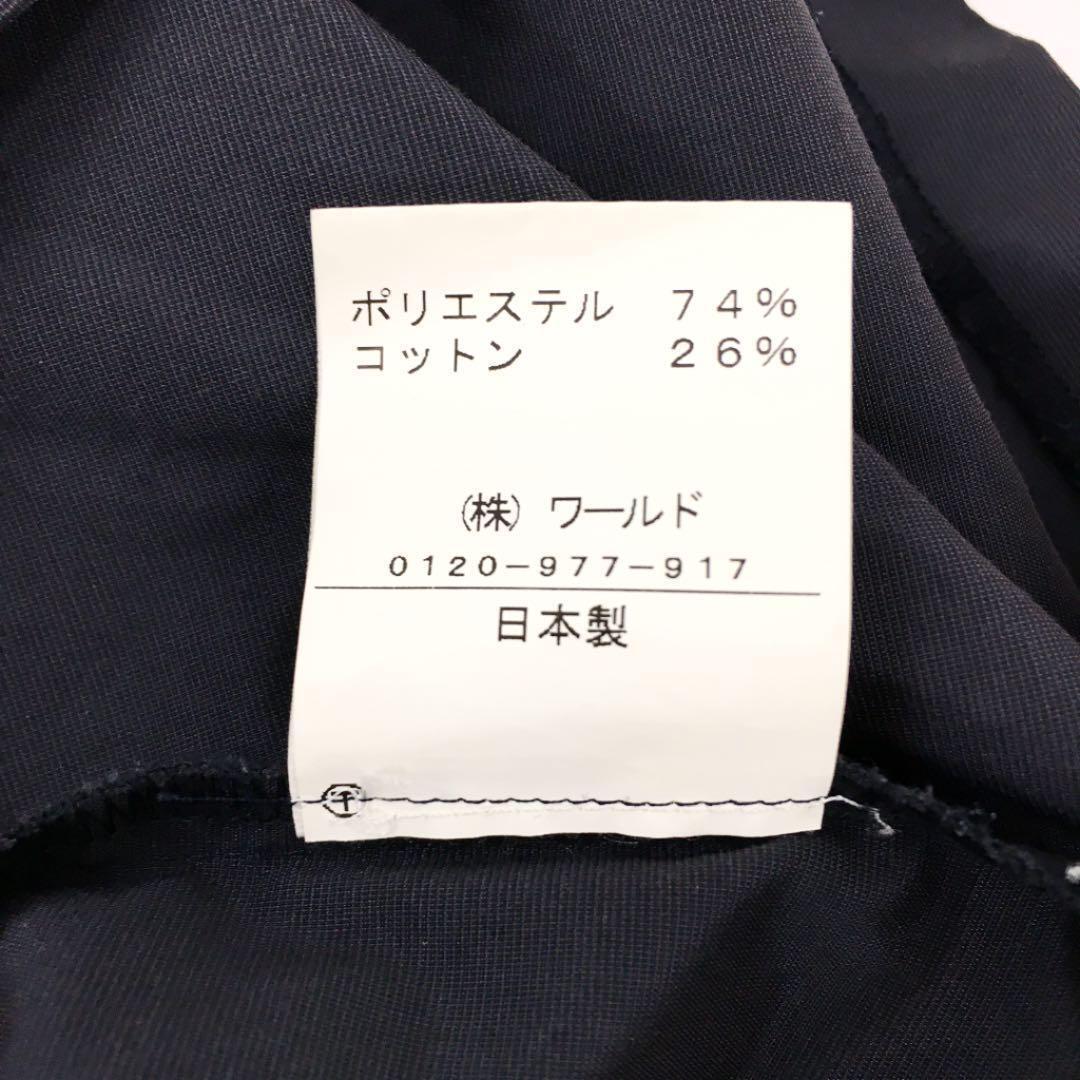 ポリエステル　７４％
コットン　２６％
（株）ワールド
０１２０－９７７－９１７
日本製